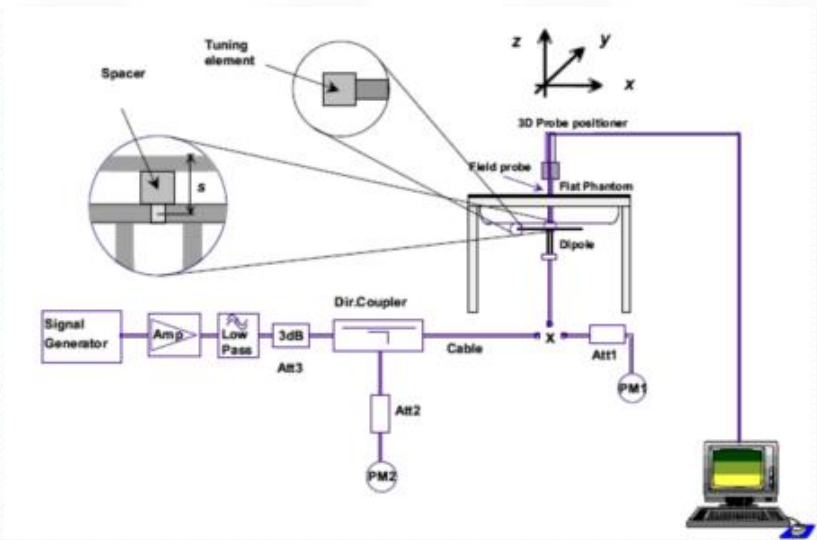 Tuning
element
Spacer
z
y
x
3D Probe positioner
Field probe
s
Flat Phantom
Dipole
Dir.Coupler
Signal
Generator
Amp
Low
Pass
3dB
Att3
Cable
X
Att1
PM1
Att2
PM2